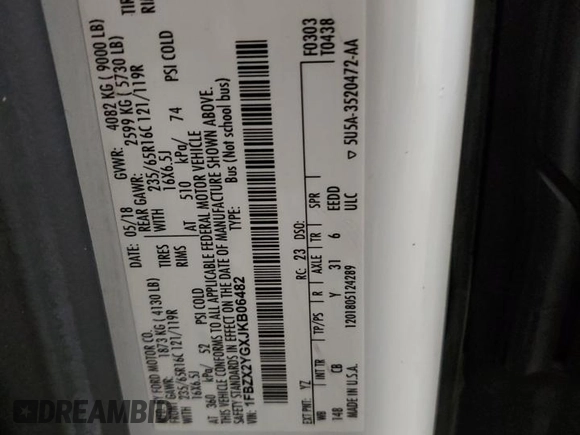 DATE: 05/18 GVWR: 4082 KG ( 9000 LB)
BY FORD MOTOR CO.
FRONT GAWR: 1873 KG ( 4130 LB) REAR GAWR: 2599 KG ( 5730 LB)
WITH 235/65R16C 121/119R TIRES WITH 235/65R16C 121/119R
16X6.5J RIMS 16X6.5J
AT 360 kPa/ 52 PSI COLD AT 510 kPa/ 74 PSI COLD
THIS VEHICLE CONFORMS TO ALL APPLICABLE FEDERAL MOTOR VEHICLE
SAFETY STANDARDS IN EFFECT ON THE DATE OF MANUFACTURE SHOWN ABOVE.
VIN: 1FBZX2YGXJKB06482 TYPE: Bus (Not school bus)
F0303
T0438
EXT PNT: YZ RC: 23 DSO:
WB INT TR TP/PS R AXLE TR SPR
148 CB Y 31 6 EEDD
MADE IN U.S.A. 1201805124289 ULC
▽ 5U5A-3520472-AA
DREAMBID
dreambid.com